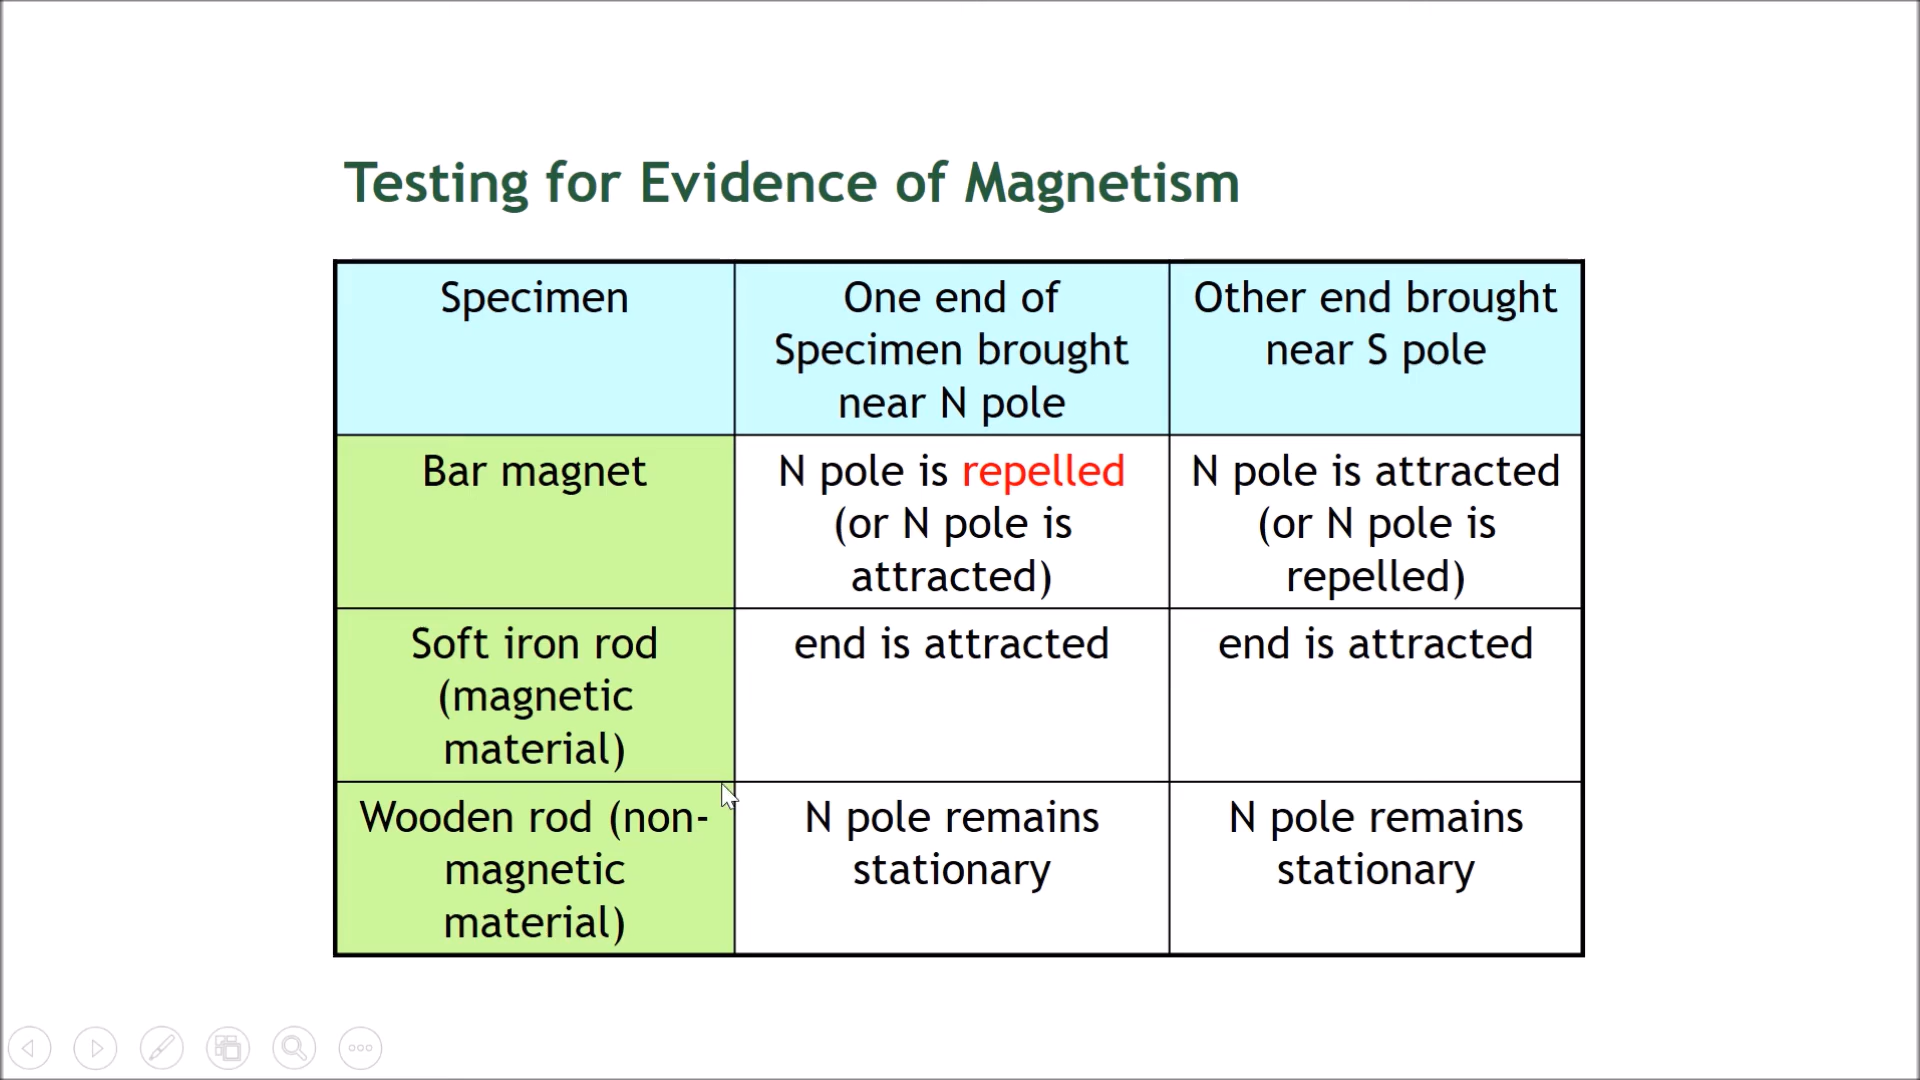 Testing for Evidence of Magnetism
Specimen
One end of
Specimen brought
near N pole
Other end brought
near S pole
Bar magnet
N pole is repelled
(or N pole is
attracted)
N pole is attracted
(or N pole is
repelled)
Soft iron rod
(magnetic
material)
end is attracted
end is attracted
Wooden rod (non-
magnetic
material)
N pole remains
stationary
N pole remains
stationary